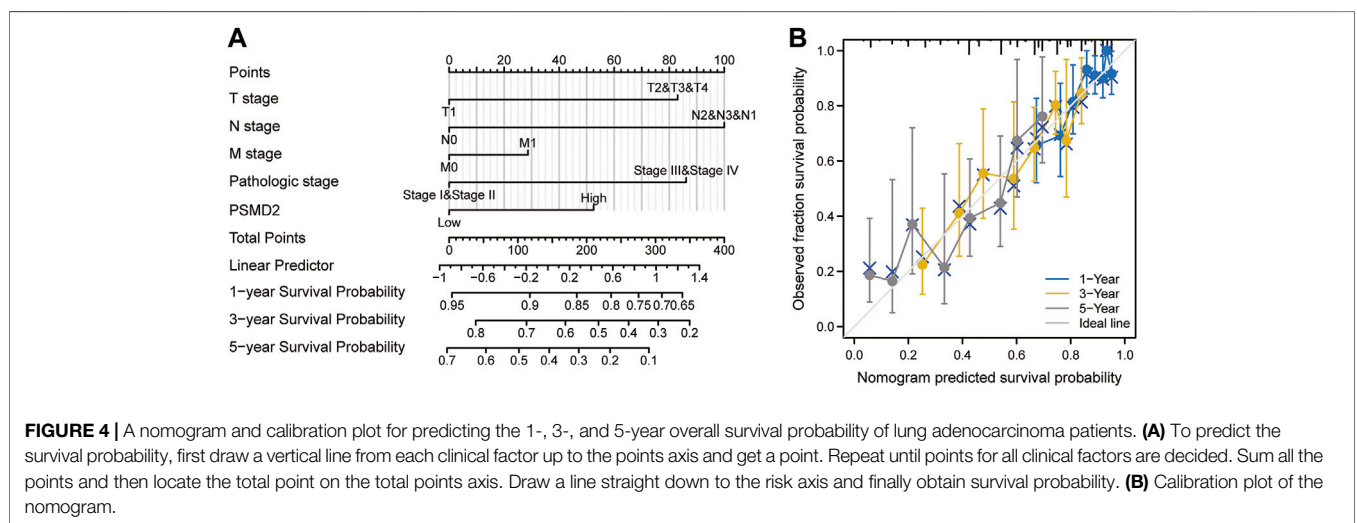 A
Points
0 20 40 60 80 100
T stage
T1 T2&T3&T4
N stage
N0 N2&N3&N1
M stage
M0 M1
Pathologic stage
Stage I&Stage II Stage III&Stage IV
PSMD2
Low High
Total Points
0 100 200 300 400
Linear Predictor
−1 −0.6 −0.2 0.2 0.6 1 1.4
1−year Survival Probability
0.95 0.9 0.85 0.8 0.75 0.70 0.65
3−year Survival Probability
0.8 0.7 0.6 0.5 0.4 0.3 0.2
5−year Survival Probability
0.7 0.6 0.5 0.4 0.3 0.2 0.1
B
Observed fraction survival probability
1.0
0.8
0.6
0.4
0.2
0.0
1-Year
3-Year
5-Year
Ideal line
0.0 0.2 0.4 0.6 0.8 1.0
Nomogram predicted survival probability
FIGURE 4 | A nomogram and calibration plot for predicting the 1-, 3-, and 5-year overall survival probability of lung adenocarcinoma patients. (A) To predict the
survival probability, first draw a vertical line from each clinical factor up to the points axis and get a point. Repeat until points for all clinical factors are decided. Sum all the
points and then locate the total point on the total points axis. Draw a line straight down to the risk axis and finally obtain survival probability. (B) Calibration plot of the
nomogram.